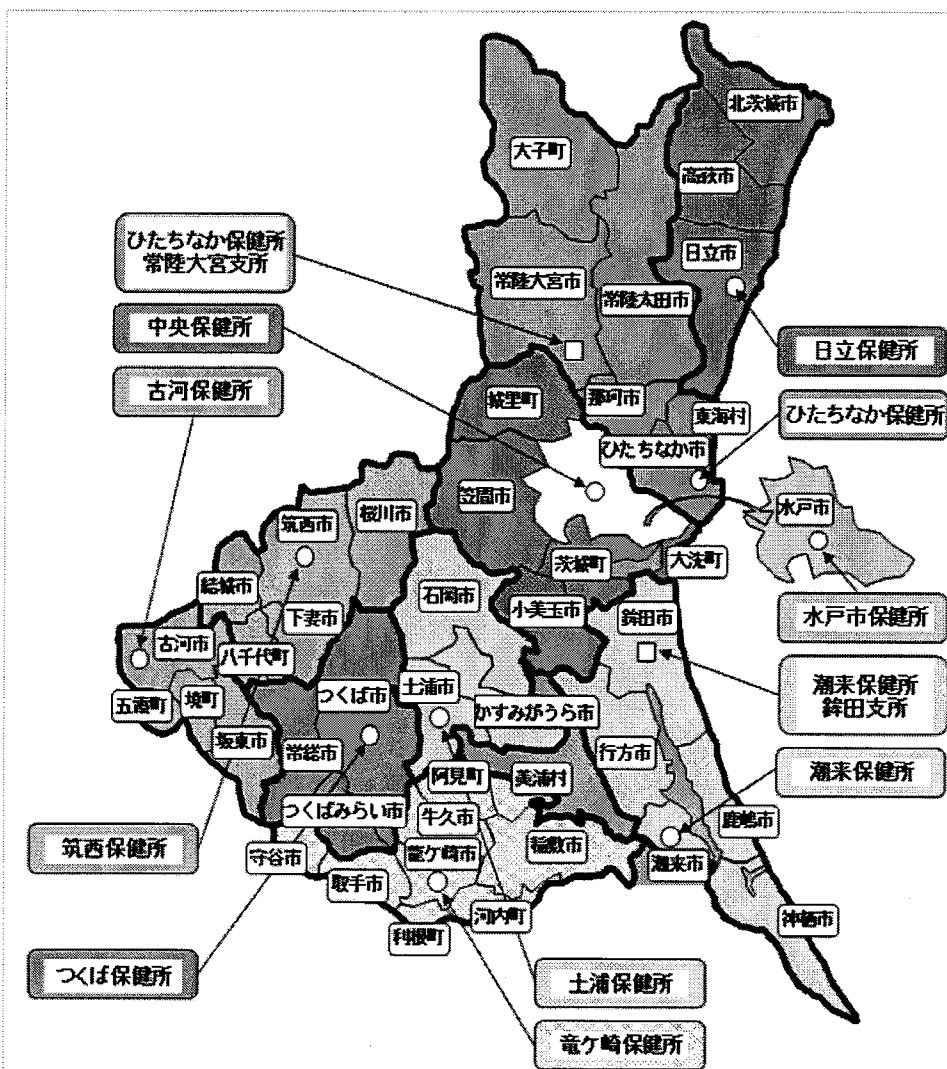 北茨城市
大子町
高萩市
ひたちなか保健所
常陸大宮支所
日立市
常陸大宮市
常陸太田市
中央保健所
日立保健所
古河保健所
城里町
那珂市
東海村
ひたちなか保健所
ひたちなか市
笠間市
水戸市
桜川市
筑西市
茨城町
大洗町
石岡市
結城市
小美玉市
鉾田市
水戸市保健所
下妻市
古河市
八千代町
土浦市
つくば市
かすみがうら市
潮来保健所
鉾田支所
五霞町
境町
坂東市
常総市
行方市
阿見町
美浦村
潮来保健所
つくばみらい市
牛久市
鹿嶋市
筑西保健所
守谷市
竜ケ崎市
稲敷市
潮来市
取手市
河内町
神栖市
利根町
つくば保健所
土浦保健所
竜ケ崎保健所